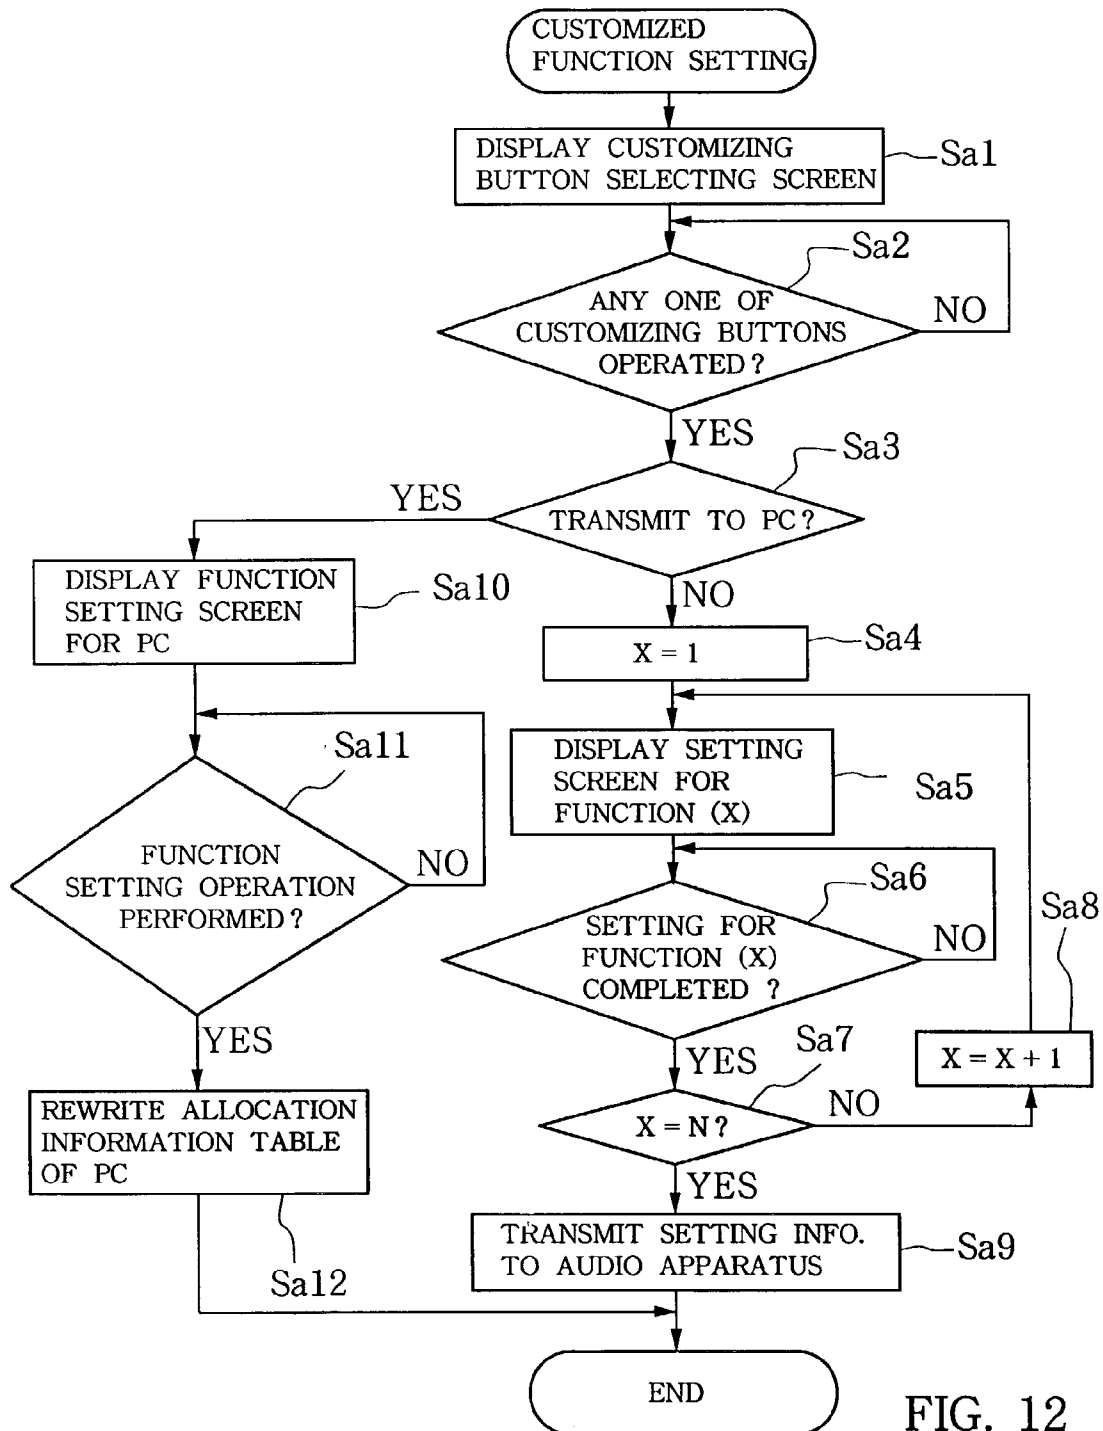 CUSTOMIZED
FUNCTION SETTING
DISPLAY CUSTOMIZING
BUTTON SELECTING SCREEN
Sa1
Sa2
ANY ONE OF
CUSTOMIZING BUTTONS
OPERATED?
NO
YES
Sa3
TRANSMIT TO PC?
YES
NO
DISPLAY FUNCTION
SETTING SCREEN
FOR PC
Sa10
X = 1
Sa4
DISPLAY SETTING
SCREEN FOR
FUNCTION (X)
Sa5
Sa11
FUNCTION
SETTING OPERATION
PERFORMED?
NO
YES
Sa6
SETTING FOR
FUNCTION (X)
COMPLETED ?
NO
YES
Sa8
X = X + 1
Sa7
X = N?
NO
YES
REWRITE ALLOCATION
INFORMATION TABLE
OF PC
Sa12
TRANSMIT SETTING INFO.
TO AUDIO APPARATUS
Sa9
END
FIG. 12